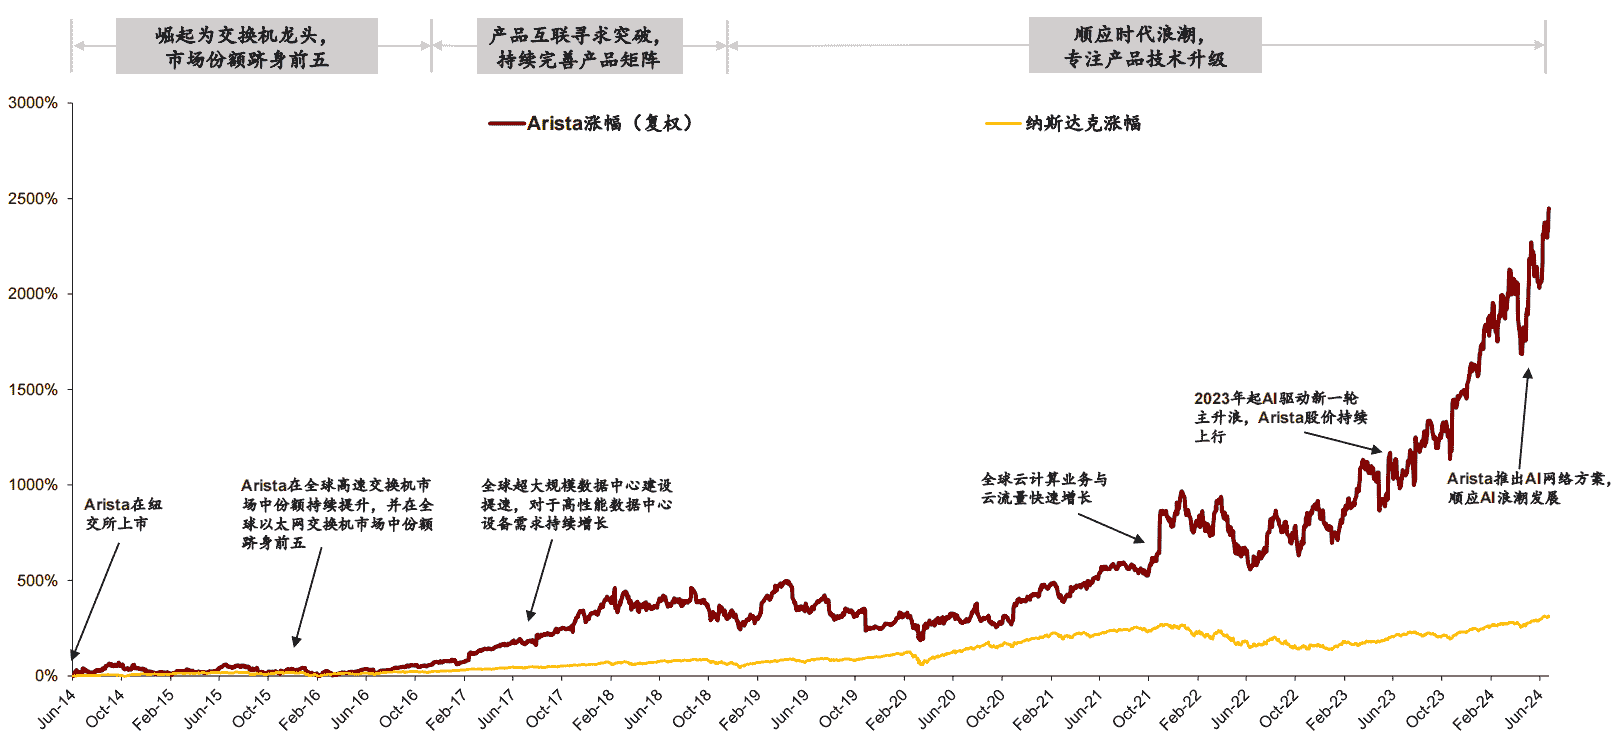 崛起为交换机龙头，
市场份额跻身前五
产品互联寻求突破，
持续完善产品矩阵
顺应时代浪潮，
专注产品技术升级
3000%
2500%
2000%
1500%
1000%
500%
0%
Arista涨幅（复权）
纳斯达克涨幅
Arista在纽
交所上市
Arista在全球高速交换机市
场中份额持续提升，并在全
球以太网交换机市场中份额
跻身前五
全球超大规模数据中心建设
提速，对于高性能数据中心
设备需求持续增长
全球云计算业务与
云流量快速增长
2023年起AI驱动新一轮
主升浪，Arista股价持续
上行
Arista推出AI网络方案，
顺应AI浪潮发展
Jun-14
Oct-14
Feb-15
Jun-15
Oct-15
Feb-16
Jun-16
Oct-16
Feb-17
Jun-17
Oct-17
Feb-18
Jun-18
Oct-18
Feb-19
Jun-19
Oct-19
Feb-20
Jun-20
Oct-20
Feb-21
Jun-21
Oct-21
Feb-22
Jun-22
Oct-22
Feb-23
Jun-23
Oct-23
Feb-24
Jun-24